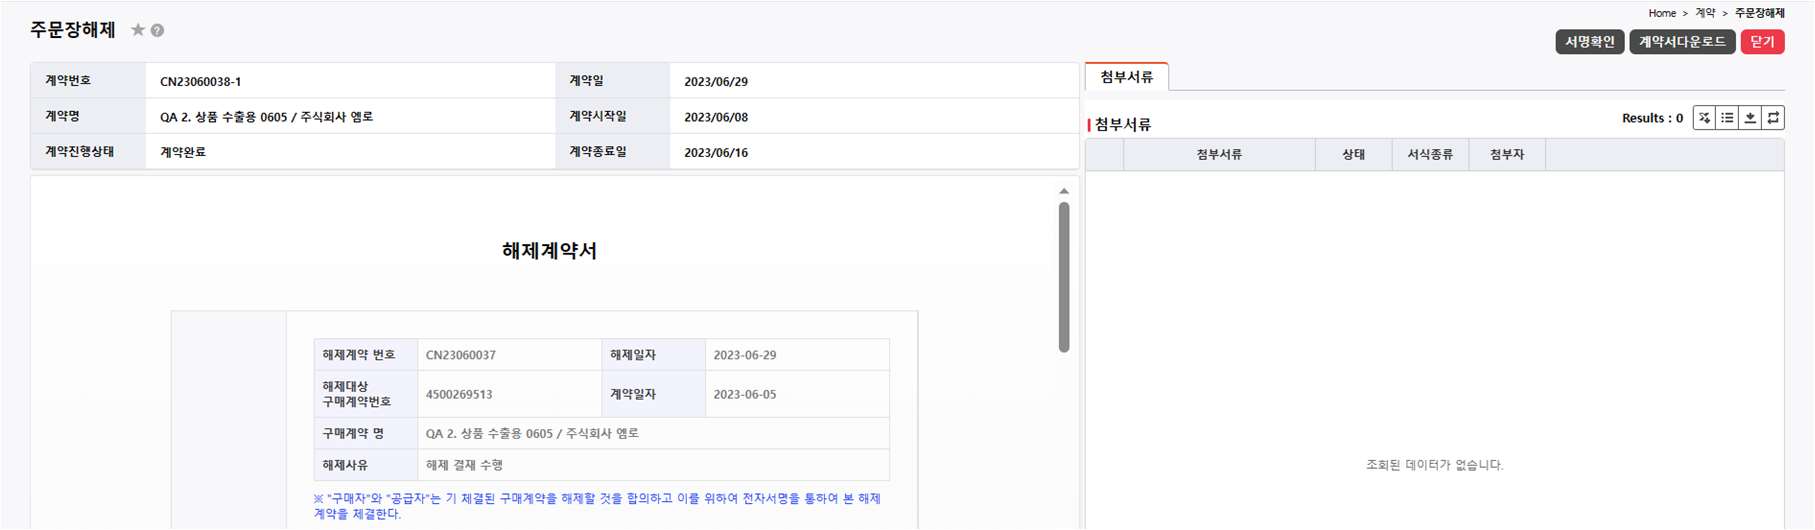 Home > 계약 > 주문장해제
주문장해제
서명확인 계약서다운로드 닫기
계약번호 CN23060038-1 계약일 2023/06/29
계약명 QA 2. 상품 수출용 0605 / 주식회사 엠로 계약시작일 2023/06/08
계약진행상태 계약완료 계약종료일 2023/06/16
해제계약서
해제계약 번호 CN23060037 해제일자 2023-06-29
해제대상
구매계약번호 4500269513 계약일자 2023-06-05
구매계약 명 QA 2. 상품 수출용 0605 / 주식회사 엠로
해제사유 해제 결재 수행
※ "구매자"와 "공급자"는 기 체결된 구매계약을 해제할 것을 합의하고 이를 위하여 전자서명을 통하여 본 해제
계약을 체결한다.
첨부서류
첨부서류 Results : 0
첨부서류 상태 서식종류 첨부자
조회된 데이터가 없습니다.